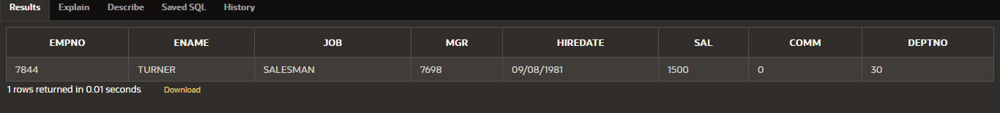 Results Explain Describe Saved SQL History
EMPNO ENAME JOB MGR HIREDATE SAL COMM DEPTNO
7844 TURNER SALESMAN 7698 09/08/1981 1500 0 30
1 rows returned in 0.01 seconds Download